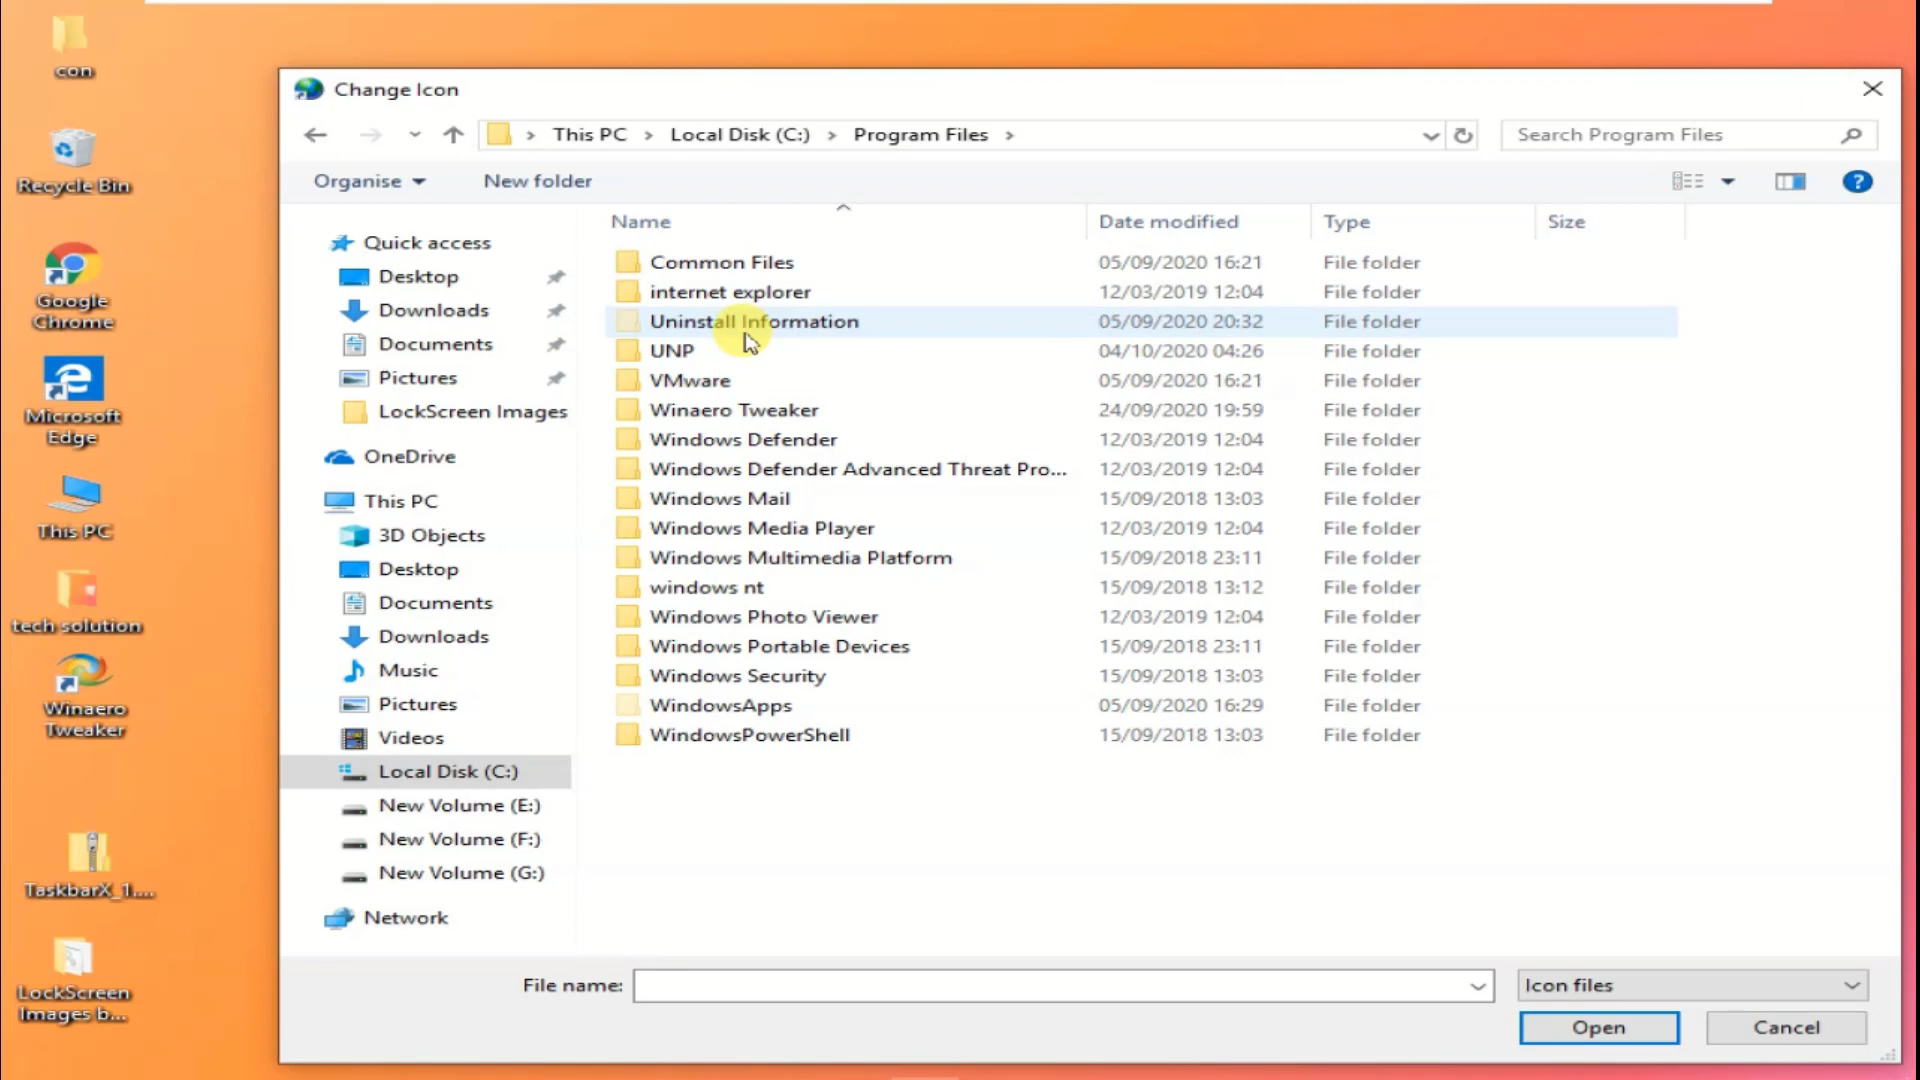 con
Recycle Bin
Google
Chrome
Microsoft
Edge
This PC
tech solution
Winaero
Tweaker
TaskbarX_1....
LockScreen
Images b...
Change Icon
This PC
Local Disk (C:)
Program Files
Search Program Files
Organise
New folder
?
Name Date modified Type Size
Quick access
Desktop
Downloads
Documents
Pictures
LockScreen Images
OneDrive
This PC
3D Objects
Desktop
Documents
Downloads
Music
Pictures
Videos
Local Disk (C:)
New Volume (E:)
New Volume (F:)
New Volume (G:)
Network
Common Files 05/09/2020 16:21 File folder
internet explorer 12/03/2019 12:04 File folder
Uninstall Information 05/09/2020 20:32 File folder
UNP 04/10/2020 04:26 File folder
VMware 05/09/2020 16:21 File folder
Winaero Tweaker 24/09/2020 19:59 File folder
Windows Defender 12/03/2019 12:04 File folder
Windows Defender Advanced Threat Pro... 12/03/2019 12:04 File folder
Windows Mail 15/09/2018 13:03 File folder
Windows Media Player 12/03/2019 12:04 File folder
Windows Multimedia Platform 15/09/2018 23:11 File folder
windows nt 15/09/2018 13:12 File folder
Windows Photo Viewer 12/03/2019 12:04 File folder
Windows Portable Devices 15/09/2018 23:11 File folder
Windows Security 15/09/2018 13:03 File folder
WindowsApps 05/09/2020 16:29 File folder
WindowsPowerShell 15/09/2018 13:03 File folder
File name:
Icon files
Open
Cancel